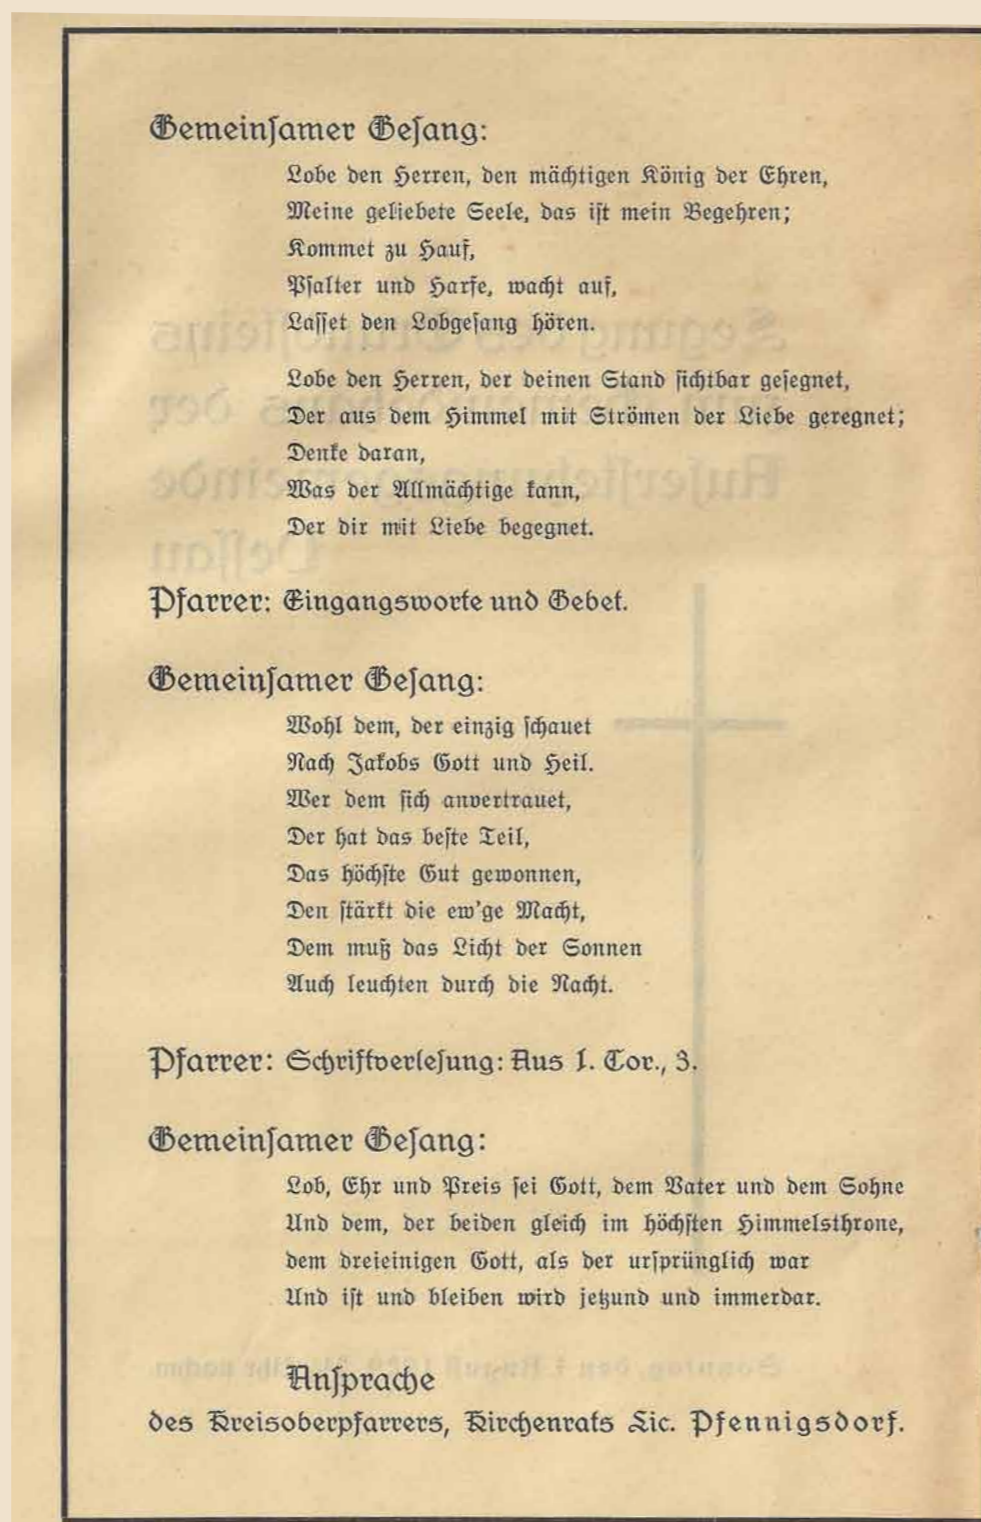 Gemeinsamer Gesang:
Lobe den Herren, den mächtigen König der Ehren,
Meine geliebete Seele, das ist mein Begehren;
Kommet zu Hauf,
Psalter und Harfe, wacht auf,
Lasset den Lobgesang hören.
Lobe den Herren, der deinen Stand sichtbar gesegnet,
Der aus dem Himmel mit Strömen der Liebe geregnet;
Denke daran,
Was der Allmächtige kann,
Der dir mit Liebe begegnet.
Pfarrer: Eingangsworte und Gebet.
Gemeinsamer Gesang:
Wohl dem, der einzig schauet
Nach Jakobs Gott und Heil.
Wer dem sich anvertrauet,
Der hat das beste Teil,
Das höchste Gut gewonnen,
Den stärkt die ew'ge Macht,
Dem muß das Licht der Sonnen
Auch leuchten durch die Nacht.
Pfarrer: Schriftverlesung: Aus 1. Cor., 3.
Gemeinsamer Gesang:
Lob, Ehr und Preis sei Gott, dem Vater und dem Sohne
Und dem, der beiden gleich im höchsten Himmelsthrone,
dem dreieinigen Gott, als der ursprünglich war
Und ist und bleiben wird jetzund und immerdar.
Ansprache
des Kreisoberpfarrers, Kirchenrats Lic. Pfennigsdorf.